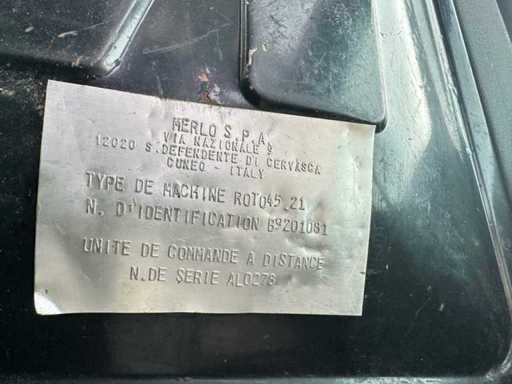 MERLO S.P.A.
VIA NAZIONALE 9
12020 S.DEFENDENTE DI CERVASCA
CUNEO - ITALY
TYPE DE MACHINE ROTO45.21
N. D'IDENTIFICATION B9201081
UNITE DE COMMANDE A DISTANCE
N.DE SERIE AL0278